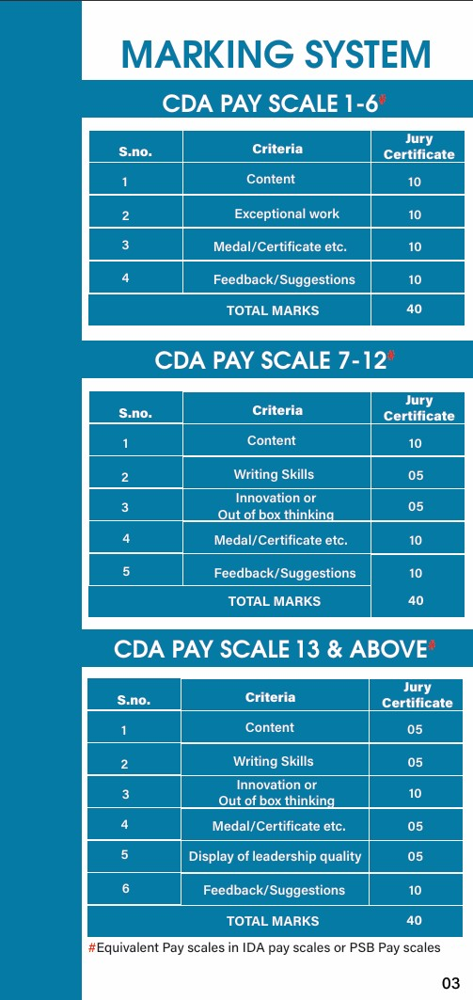 MARKING SYSTEM
CDA PAY SCALE 1-6#
S.no. Criteria Jury Certificate
1 Content 10
2 Exceptional work 10
3 Medal/Certificate etc. 10
4 Feedback/Suggestions 10
TOTAL MARKS 40
CDA PAY SCALE 7-12#
S.no. Criteria Jury Certificate
1 Content 10
2 Writing Skills 05
3 Innovation or Out of box thinking 05
4 Medal/Certificate etc. 10
5 Feedback/Suggestions 10
TOTAL MARKS 40
CDA PAY SCALE 13 & ABOVE#
S.no. Criteria Jury Certificate
1 Content 05
2 Writing Skills 05
3 Innovation or Out of box thinking 10
4 Medal/Certificate etc. 05
5 Display of leadership quality 05
6 Feedback/Suggestions 10
TOTAL MARKS 40
#Equivalent Pay scales in IDA pay scales or PSB Pay scales
03